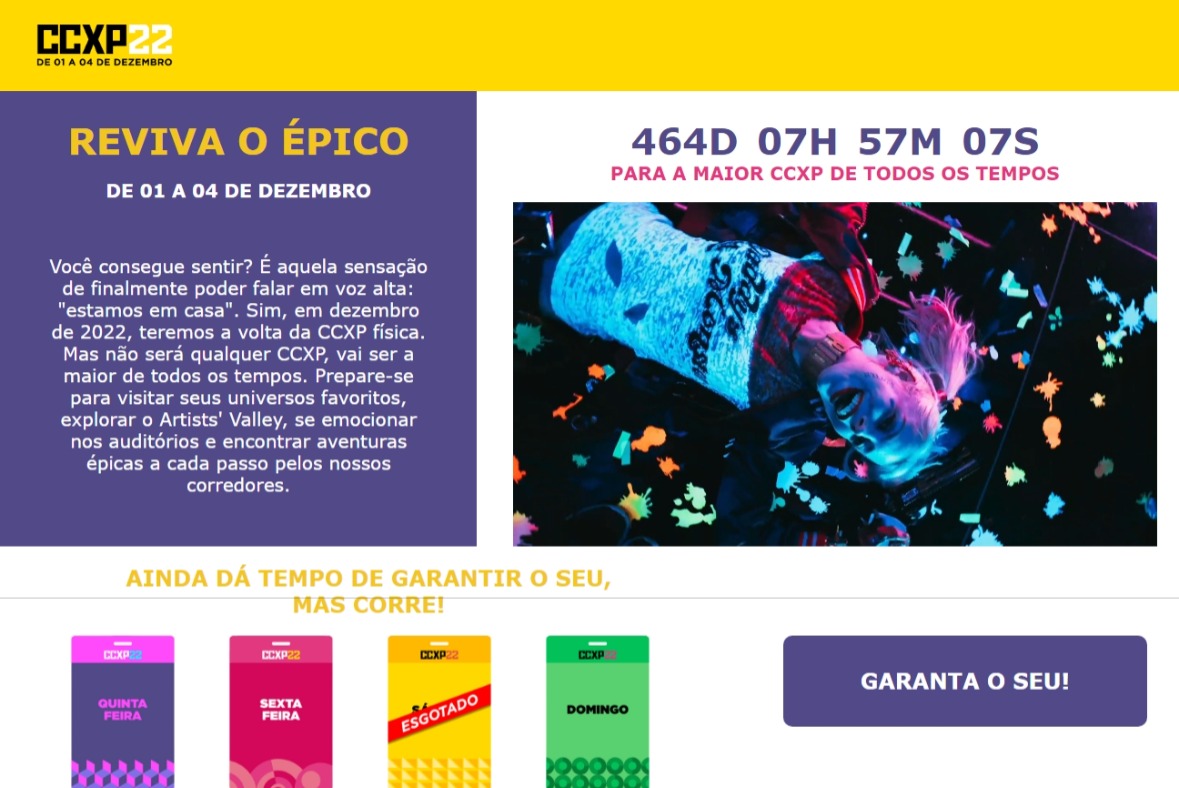 CCXP22
DE 01 A 04 DE DEZEMBRO
REVIVA O ÉPICO
DE 01 A 04 DE DEZEMBRO
Você consegue sentir? É aquela sensação
de finalmente poder falar em voz alta:
"estamos em casa". Sim, em dezembro
de 2022, teremos a volta da CCXP física.
Mas não será qualquer CCXP, vai ser a
maior de todos os tempos. Prepare-se
para visitar seus universos favoritos,
explorar o Artists' Valley, se emocionar
nos auditórios e encontrar aventuras
épicas a cada passo pelos nossos
corredores.
464D 07H 57M 07S
PARA A MAIOR CCXP DE TODOS OS TEMPOS
AINDA DÁ TEMPO DE GARANTIR O SEU,
MAS CORRE!
CCXP22
QUINTA
FEIRA
CCXP22
SEXTA
FEIRA
CCXP22
ESGOTADO
CCXP22
DOMINGO
GARANTA O SEU!